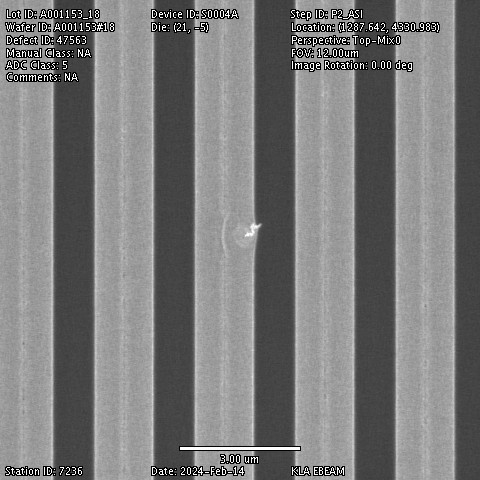 Lot ID: A001153_18 Device ID: S0004A Step ID: F2_ASI
Wafer ID: A001153#18 Die: (21, -5) Location: (1287.642, 4330.983)
Defect ID: 47563 Perspective: Top-Mix0
Manual Class: NA FOV: 12.00um
ADC Class: 5 Image Rotation: 0.00 deg
Comments: NA
3.00 um
Station ID: 7236 Date: 2024-Feb-14 KLA EBEAM